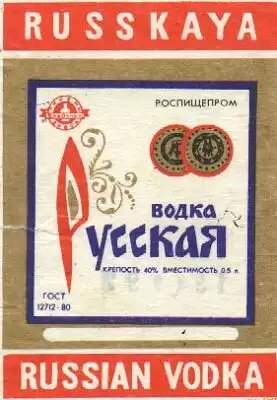 RUSSKAYA
РОСПИЩЕПРОМ
ВОДКА
Русская
КРЕПОСТЬ 40% ВМЕСТИМОСТЬ 0.5 л.
ГОСТ
12712-80
RUSSIAN VODKA